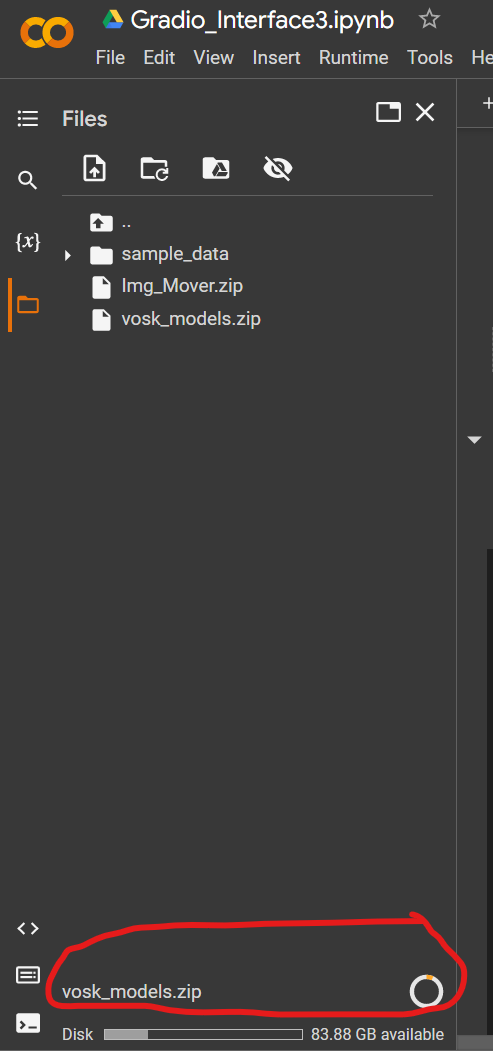 Gradio_Interface3.ipynb
File Edit View Insert Runtime Tools He
Files
{x}
..
sample_data
Img_Mover.zip
vosk_models.zip
vosk_models.zip
Disk 83.88 GB available